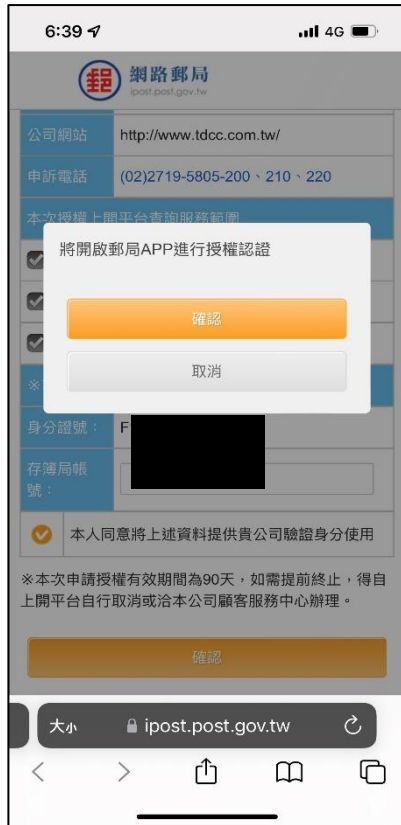 6:39
4G
郵
網路郵局
ipost.post.gov.tw
公司網站 http://www.tdcc.com.tw/
申訴電話 (02)2719-5805-200、210、220
本次授權上開平台查詢服務範圍
將開啟郵局APP進行授權認證
確認
取消
※
身分證號： F
存簿局帳號：
本人同意將上述資料提供貴公司驗證身分使用
※本次申請授權有效期間為90天，如需提前終止，得自
上開平台自行取消或洽本公司顧客服務中心辦理。
確認
大小 ipost.post.gov.tw